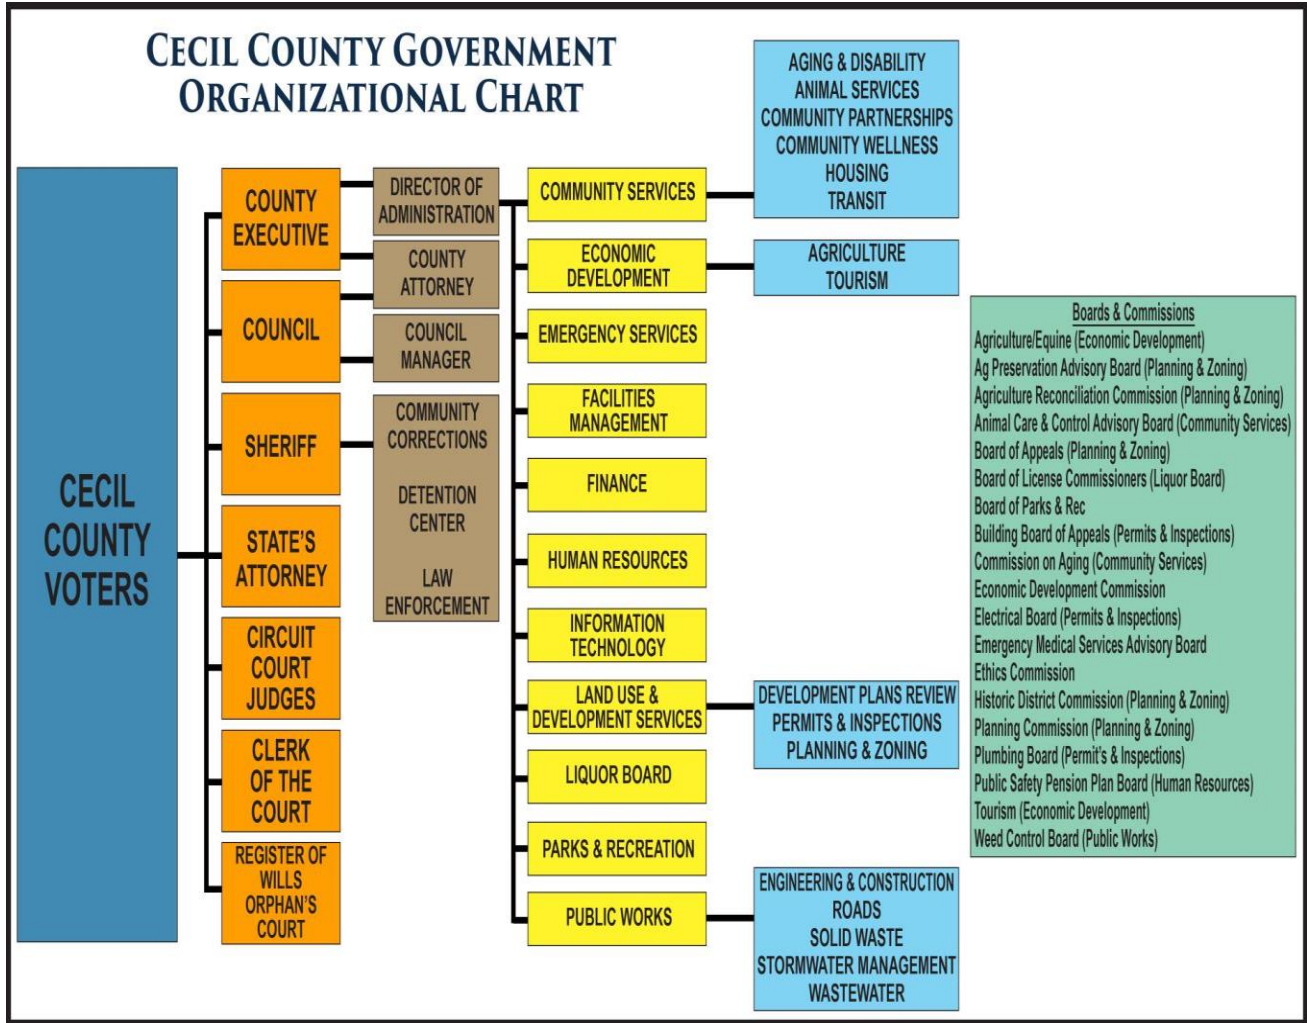 CECIL COUNTY GOVERNMENT
ORGANIZATIONAL CHART
CECIL
COUNTY
VOTERS
COUNTY
EXECUTIVE
COUNCIL
SHERIFF
STATE'S
ATTORNEY
CIRCUIT
COURT
JUDGES
CLERK
OF THE
COURT
REGISTER OF
WILLS
ORPHAN'S
COURT
DIRECTOR OF
ADMINISTRATION
COUNTY
ATTORNEY
COUNCIL
MANAGER
COMMUNITY
CORRECTIONS
DETENTION
CENTER
LAW
ENFORCEMENT
COMMUNITY SERVICES
ECONOMIC
DEVELOPMENT
EMERGENCY SERVICES
FACILITIES
MANAGEMENT
FINANCE
HUMAN RESOURCES
INFORMATION
TECHNOLOGY
LAND USE &
DEVELOPMENT SERVICES
LIQUOR BOARD
PARKS & RECREATION
PUBLIC WORKS
AGING & DISABILITY
ANIMAL SERVICES
COMMUNITY PARTNERSHIPS
COMMUNITY WELLNESS
HOUSING
TRANSIT
AGRICULTURE
TOURISM
DEVELOPMENT PLANS REVIEW
PERMITS & INSPECTIONS
PLANNING & ZONING
ENGINEERING & CONSTRUCTION
ROADS
SOLID WASTE
STORMWATER MANAGEMENT
WASTEWATER
Boards & Commissions
Agriculture/Equine (Economic Development)
Ag Preservation Advisory Board (Planning & Zoning)
Agriculture Reconciliation Commission (Planning & Zoning)
Animal Care & Control Advisory Board (Community Services)
Board of Appeals (Planning & Zoning)
Board of License Commissioners (Liquor Board)
Board of Parks & Rec
Building Board of Appeals (Permits & Inspections)
Commission on Aging (Community Services)
Economic Development Commission
Electrical Board (Permits & Inspections)
Emergency Medical Services Advisory Board
Ethics Commission
Historic District Commission (Planning & Zoning)
Planning Commission (Planning & Zoning)
Plumbing Board (Permit's & Inspections)
Public Safety Pension Plan Board (Human Resources)
Tourism (Economic Development)
Weed Control Board (Public Works)